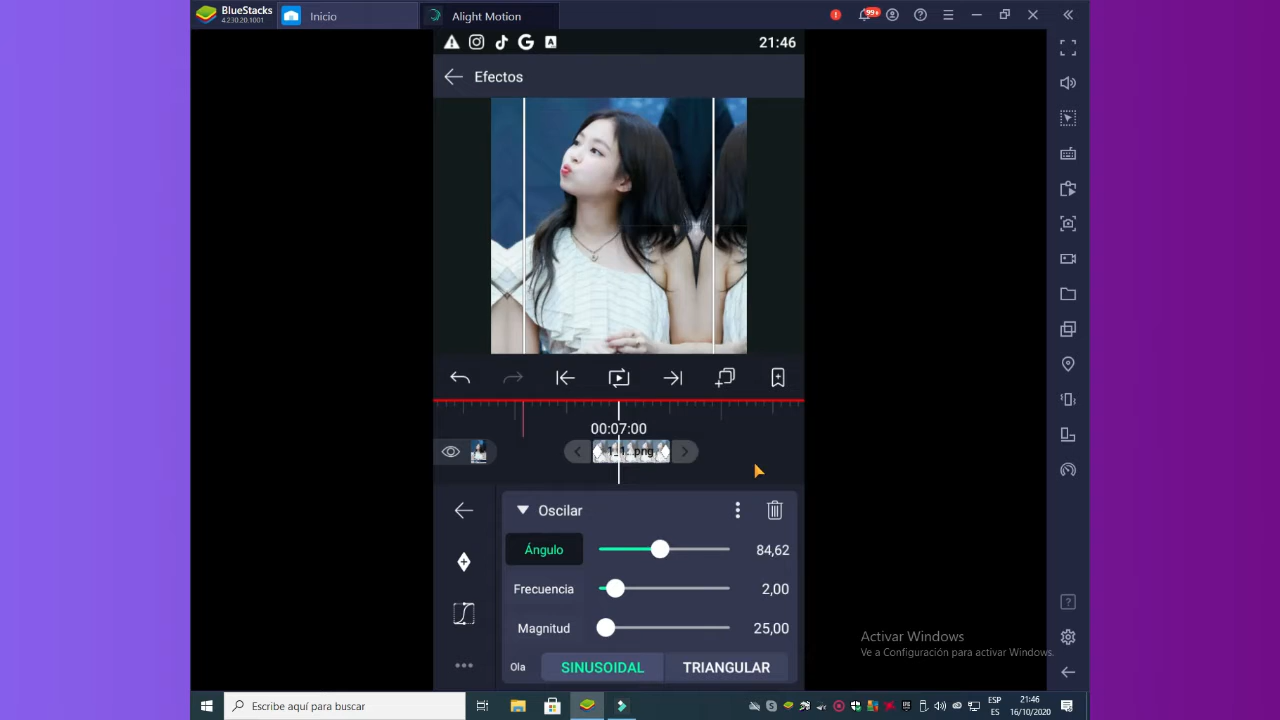 BlueStacks
4.230.20.1001
Inicio
Alight Motion
99+
21:46
Efectos
00:07:00
Oscilar
Ángulo
84,62
Frecuencia
2,00
Magnitud
25,00
Ola
SINUSOIDAL
TRIANGULAR
Activar Windows
Ve a Configuración para activar Windows.
Escribe aquí para buscar
ESP
ES
21:46
16/10/2020